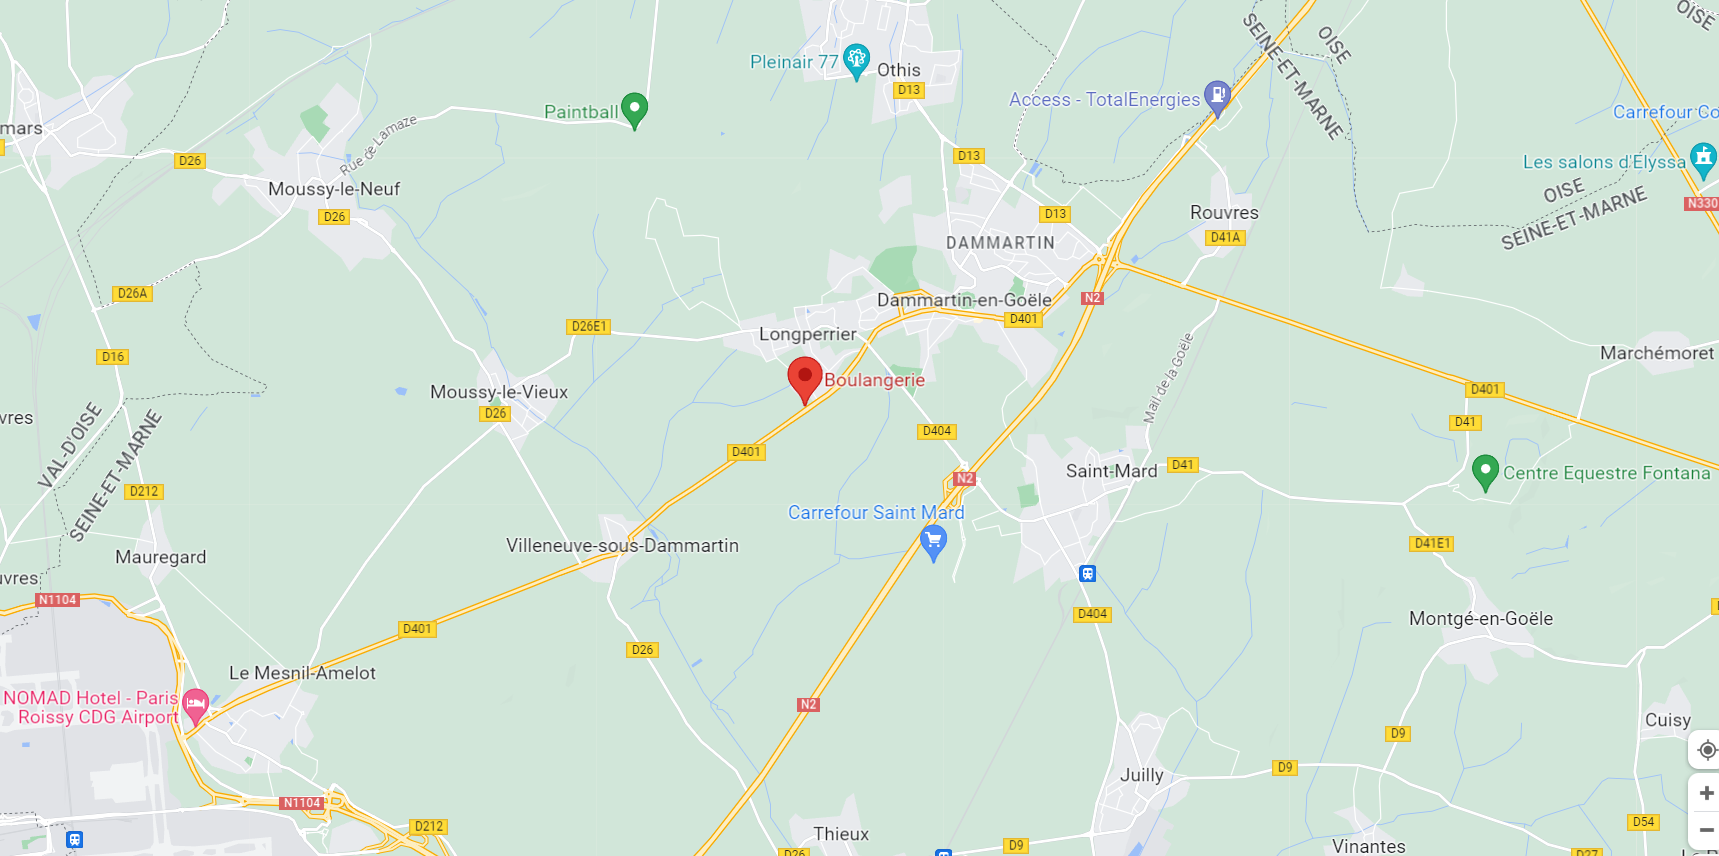 OISE
SEINE-ET-MARNE
OISE
Pleinair 77
Othis
D13
Access - TotalEnergies
Paintball
Carrefour Co
mars
Rue de Lamaze
D26
D13
Les salons d'Elyssa
Moussy-le-Neuf
OISE
SEINE-ET-MARNE
N330
D26
D13
Rouvres
D41A
DAMMARTIN
D26A
Dammartin-en-Goële
N2
D401
D26E1
Longperrier
D16
Mail de la Goële
Marchémoret
Boulangerie
Moussy-le-Vieux
D26
D401
vres
VAL-D'OISE
SEINE-ET-MARNE
D404
D41
D401
Saint-Mard
D41
Centre Equestre Fontana
N2
D212
Carrefour Saint Mard
Villeneuve-sous-Dammartin
D41E1
Mauregard
uvres
N1104
D404
D401
Montgé-en-Goële
D26
Le Mesnil-Amelot
NOMAD Hotel - Paris
Roissy CDG Airport
N2
Cuisy
D9
Juilly
D9
N1104
D212
Thieux
D54
D9
Vinantes
D26
D27